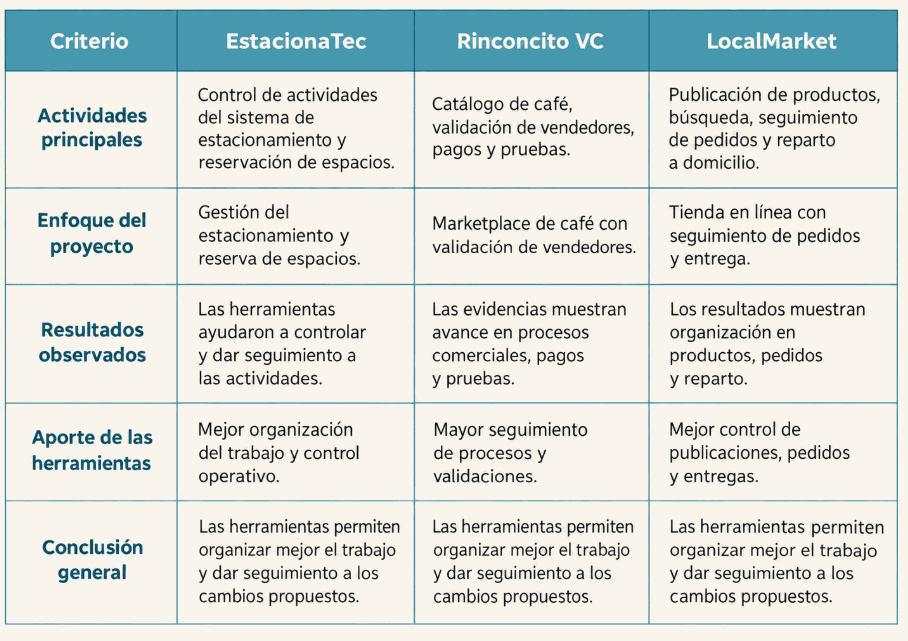 Criterio
EstacionaTec
Rinconcito VC
LocalMarket
Actividades
principales
Control de actividades
del sistema de
estacionamiento y
reservación de espacios.
Catálogo de café,
validación de vendedores,
pagos y pruebas.
Publicación de productos,
búsqueda, seguimiento
de pedidos y reparto
a domicilio.
Enfoque del
proyecto
Gestión del
estacionamiento y
reserva de espacios.
Marketplace de café con
validación de vendedores.
Tienda en línea con
seguimiento de pedidos
y entrega.
Resultados
observados
Las herramientas
ayudaron a controlar
y dar seguimiento a
las actividades.
Las evidencias muestran
avance en procesos
comerciales, pagos
y pruebas.
Los resultados muestran
organización en
productos, pedidos
y reparto.
Aporte de las
herramientas
Mejor organización
del trabajo y control
operativo.
Mayor seguimiento
de procesos y
validaciones.
Mejor control de
publicaciones, pedidos
y entregas.
Conclusión
general
Las herramientas permiten
organizar mejor el trabajo
y dar seguimiento a los
cambios propuestos.
Las herramientas permiten
organizar mejor el trabajo
y dar seguimiento a los
cambios propuestos.
Las herramientas permiten
organizar mejor el trabajo
y dar seguimiento a los
cambios propuestos.